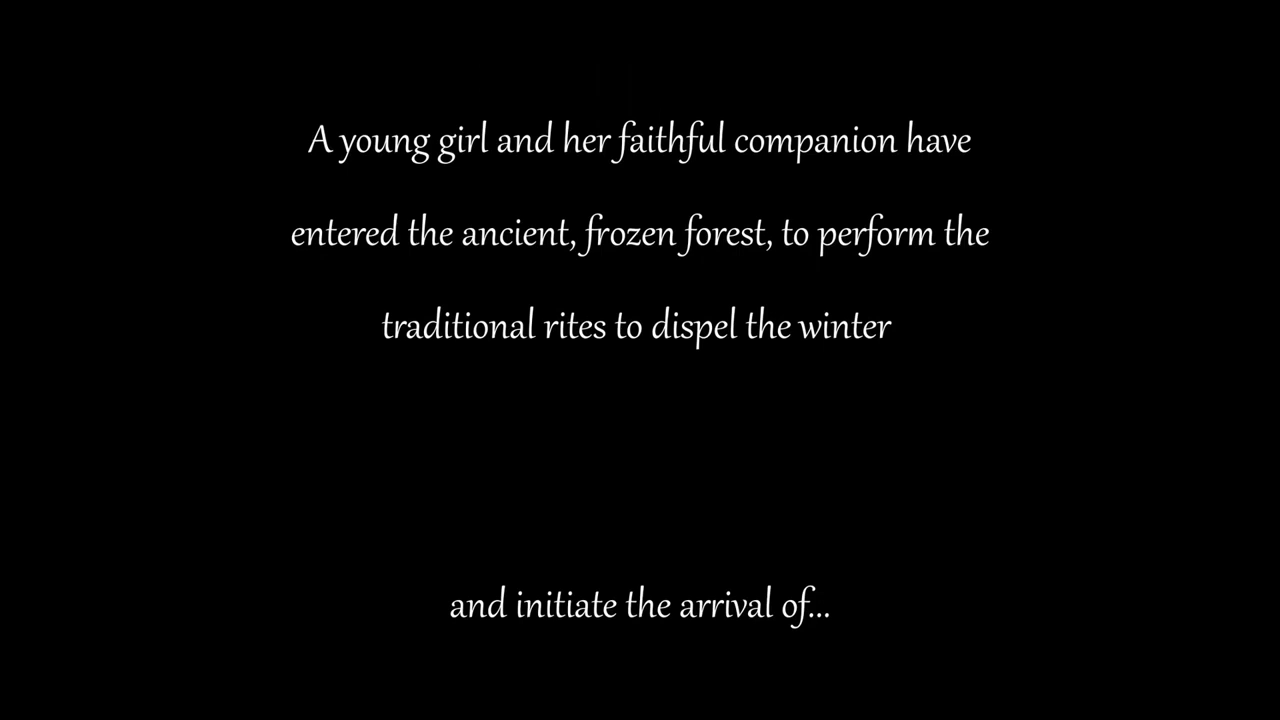 A young girl and her faithful companion have
entered the ancient, frozen forest, to perform the
traditional rites to dispel the winter
and initiate the arrival of...